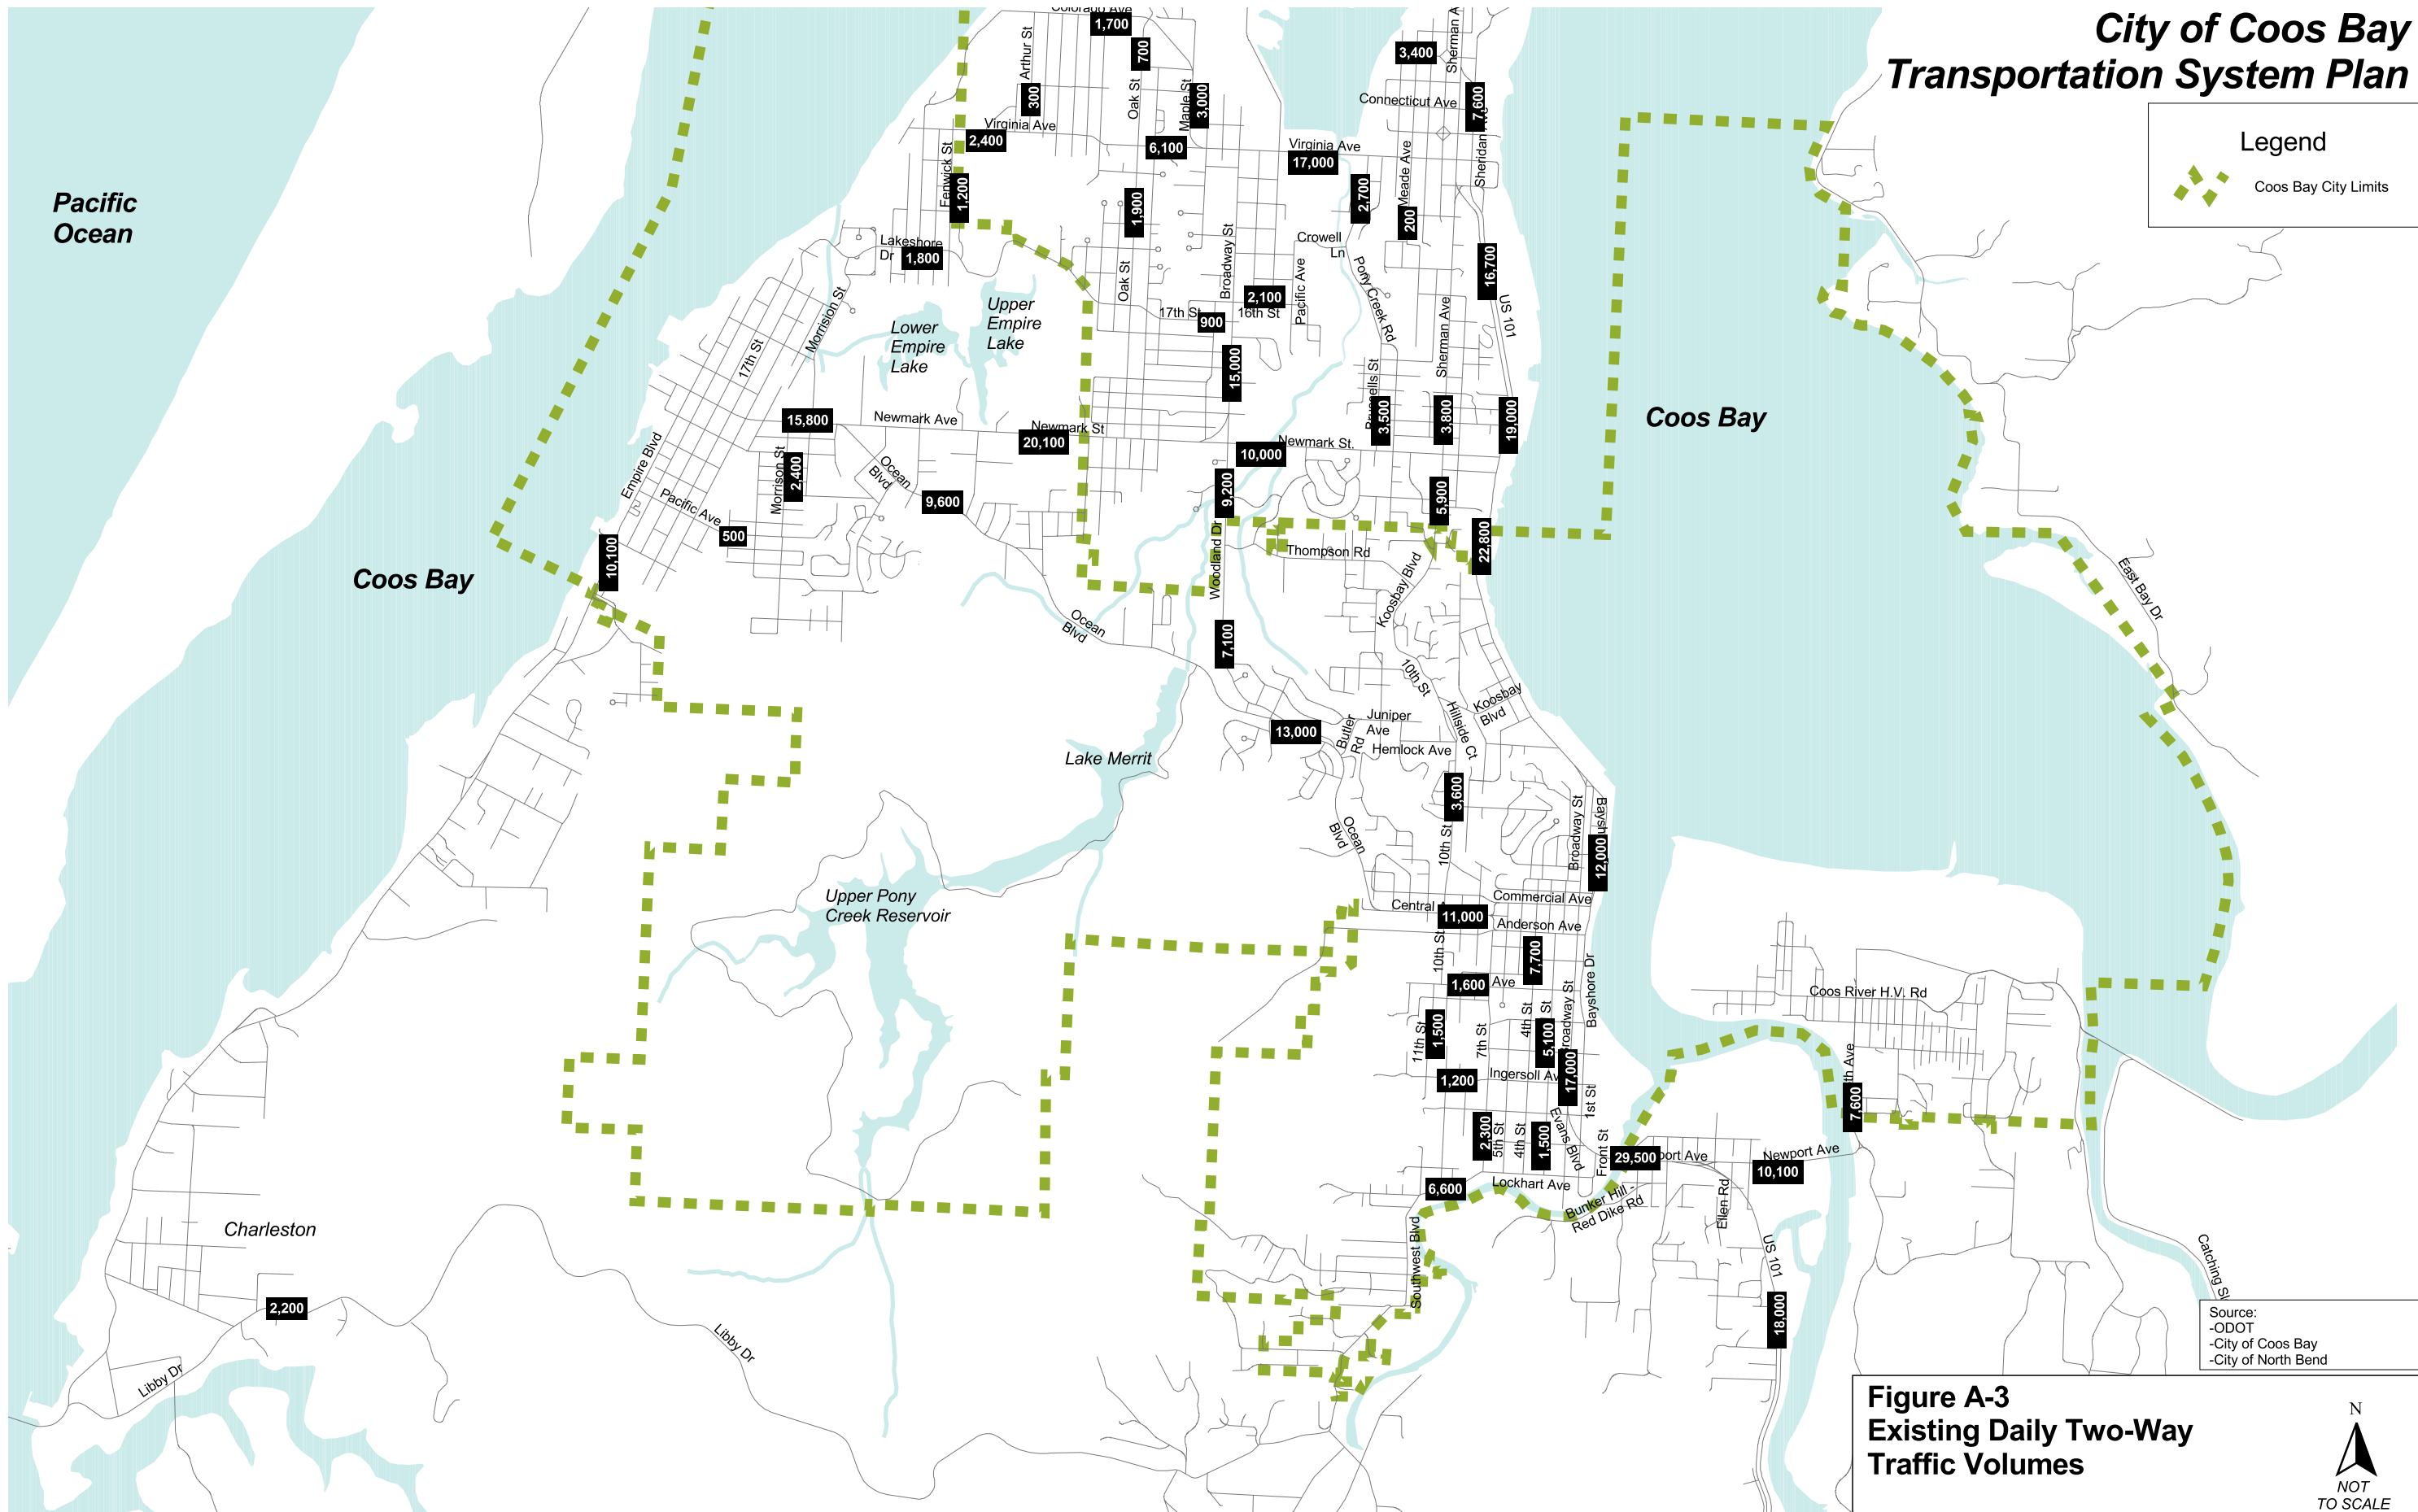 City of Coos Bay
Transportation System Plan
Legend
Coos Bay City Limits
Pacific
Ocean
Colorado Ave
1,700
700
Arthur St
300
Oak St
Maple St
3,000
3,400
Connecticut Ave
7,600
Virginia Ave
2,400
6,100
Virginia Ave
17,000
Fenwick St
1,200
1,900
2,700
Meade Ave
200
Lakeshore
Dr
1,800
Oak St
Broadway St
Crowell
Ln
Pacific Ave
Pony Creek Rd
16,700
US 101
2,100
17th St
900
16th St
Upper
Empire
Lake
Lower
Empire
Lake
Morrision St
17th St
15,000
Sherman Ave
3,500
3,800
19,000
15,800
Newmark Ave
Newmark St
20,100
Newmark St.
10,000
Coos Bay
Empire Blvd
Morrison St
2,400
Ocean
Blvd
9,600
9,200
5,900
Pacific Ave
500
10,100
Coos Bay
Woodland Dr
Thompson Rd
22,800
Koosbay Blvd
East Bay Dr
Ocean
Blvd
7,100
10th St
Koosbay
Blvd
Hillside Ct
13,000
Butler
Rd
Juniper
Ave
Hemlock Ave
Lake Merrit
3,600
Ocean
Blvd
10th St
Broadway St
12,000
Upper Pony
Creek Reservoir
Commercial Ave
Central
11,000
Anderson Ave
10th St
7,700
Bayshore Dr
1,600
Ave
Coos River H.V. Rd
11th St
1,500
7th St
4th St
St
5,100
Broadway St
17,000
1,200
Ingersoll Av
1st St
7,600
2,300
5th St
4th St
1,500
Evans Blvd
Front St
29,500
Newport Ave
10,100
6,600
Lockhart Ave
Bunker Hill -
Red Dike Rd
Ellen Rd
Southwest Blvd
US 101
18,000
Charleston
2,200
Libby Dr
Libby Dr
Catching Sl
Source:
-ODOT
-City of Coos Bay
-City of North Bend
Figure A-3
Existing Daily Two-Way
Traffic Volumes
N
NOT
TO SCALE